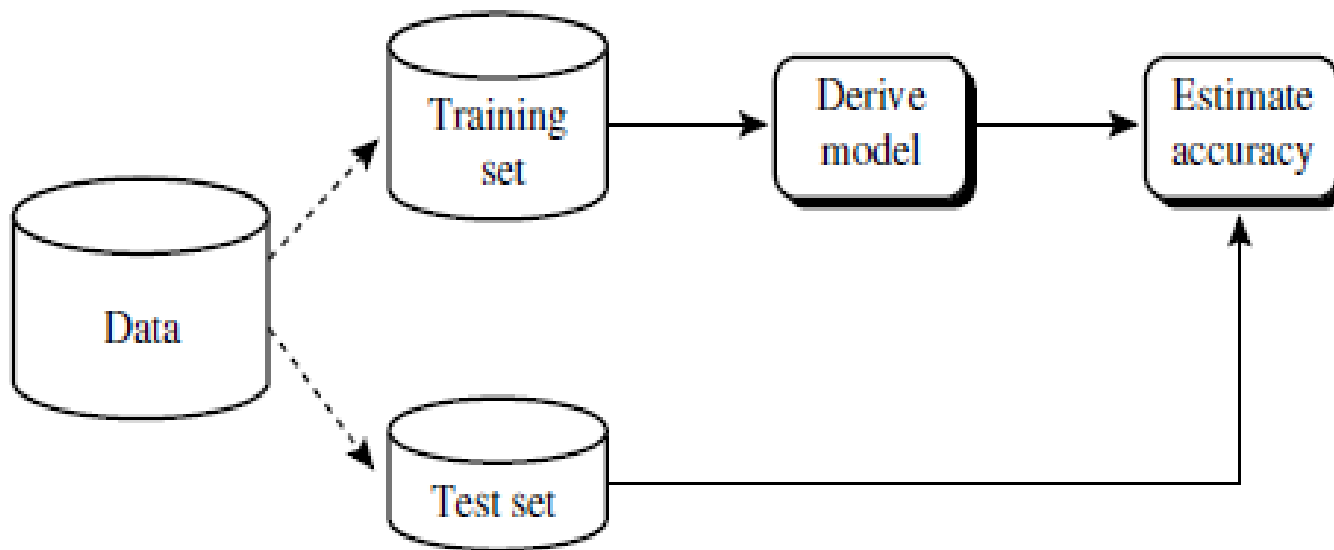 Training
set
Derive
model
Estimate
accuracy
Data
Test set